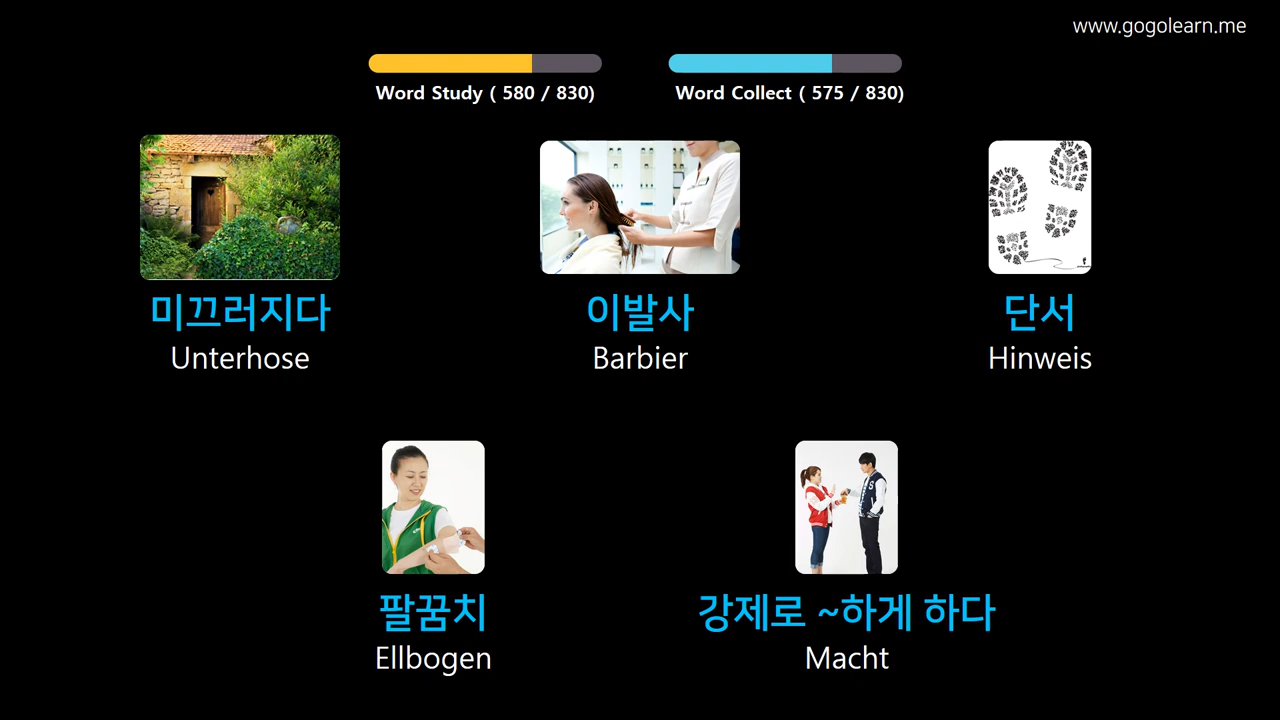 www.gogolearn.me
Word Study ( 580 / 830)
Word Collect ( 575 / 830)
미끄러지다
Unterhose
이발사
Barbier
단서
Hinweis
팔꿈치
Ellbogen
강제로 ~하게 하다
Macht